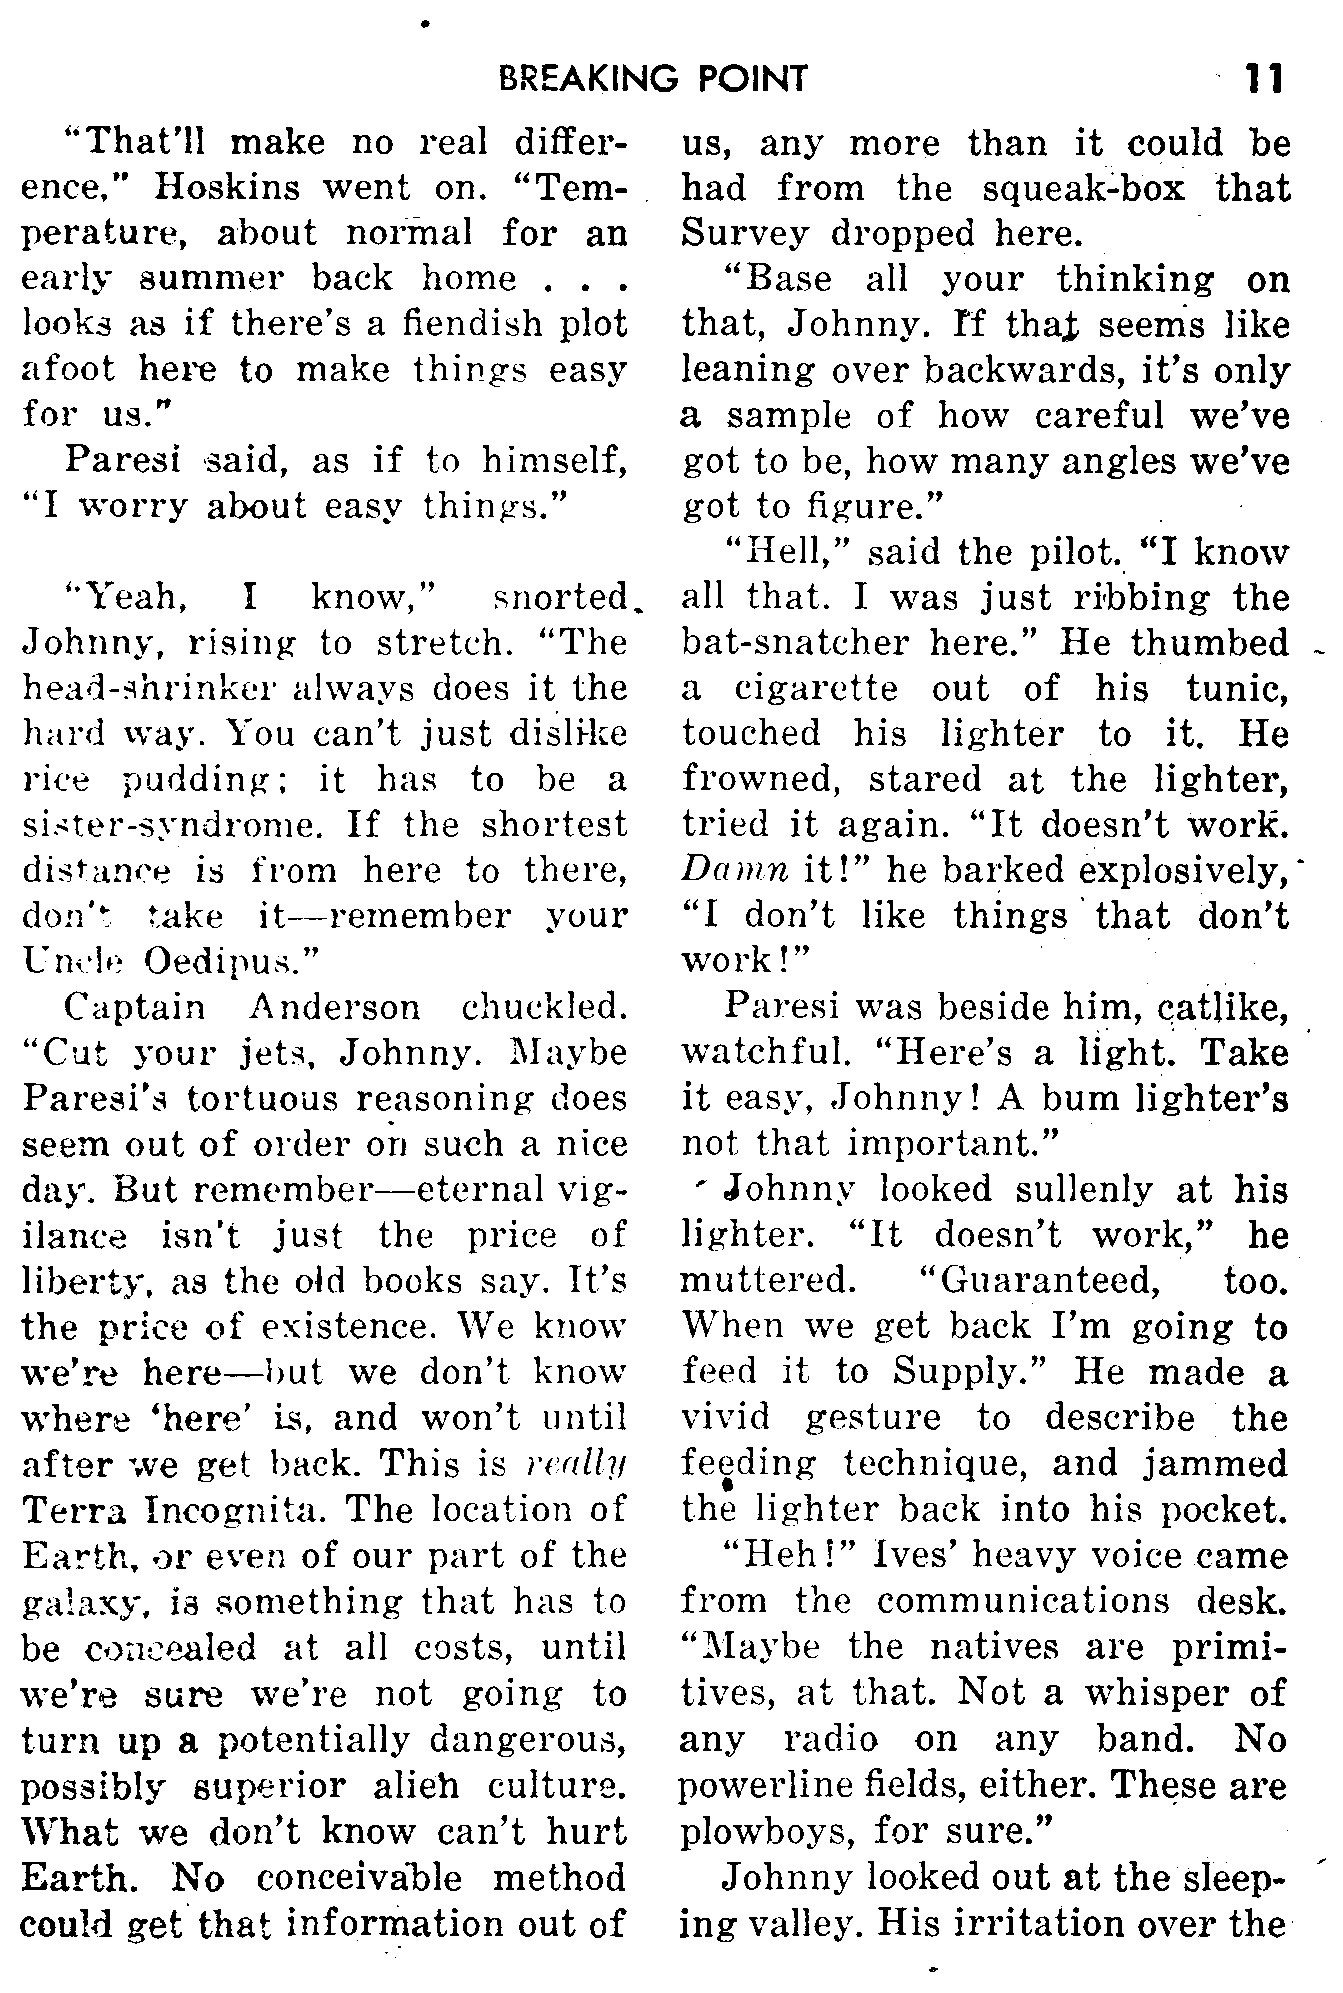 BREAKING POINT 11
“That’ll make no real differ-
ence,” Hoskins went on. “Tem-
perature, about normal for an
early summer back home . . .
looks as if there’s a fiendish plot
afoot here to make things easy
for us.”
Paresi said, as if to himself,
“I worry about easy things.”
“Yeah, I know,” snorted
Johnny, rising to stretch. “The
head-shrinker always does it the
hard way. You can’t just dislike
rice pudding; it has to be a
sister-syndrome. If the shortest
distance is from here to there,
don’t take it—remember your
Uncle Oedipus.”
Captain Anderson chuckled.
“Cut your jets, Johnny. Maybe
Paresi’s tortuous reasoning does
seem out of order on such a nice
day. But remember—eternal vig-
ilance isn’t just the price of
liberty, as the old books say. It’s
the price of existence. We know
we’re here—but we don’t know
where ‘here’ is, and won’t until
after we get back. This is really
Terra Incognita. The location of
Earth, or even of our part of the
galaxy, is something that has to
be concealed at all costs, until
we’re sure we’re not going to
turn up a potentially dangerous,
possibly superior alien culture.
What we don’t know can’t hurt
Earth. No conceivable method
could get that information out of
us, any more than it could be
had from the squeak-box that
Survey dropped here.
“Base all your thinking on
that, Johnny. If that seems like
leaning over backwards, it’s only
a sample of how careful we’ve
got to be, how many angles we’ve
got to figure.”
“Hell,” said the pilot. “I know
all that. I was just ribbing the
bat-snatcher here.” He thumbed
a cigarette out of his tunic,
touched his lighter to it. He
frowned, stared at the lighter,
tried it again. “It doesn’t work.
Damn it!” he barked explosively,
“I don’t like things that don’t
work!”
Paresi was beside him, catlike,
watchful. “Here’s a light. Take
it easy, Johnny! A bum lighter’s
not that important.”
Johnny looked sullenly at his
lighter. “It doesn’t work,” he
muttered. “Guaranteed, too.
When we get back I’m going to
feed it to Supply.” He made a
vivid gesture to describe the
feeding technique, and jammed
the lighter back into his pocket.
“Heh!” Ives’ heavy voice came
from the communications desk.
“Maybe the natives are primi-
tives, at that. Not a whisper of
any radio on any band. No
powerline fields, either. These are
plowboys, for sure.”
Johnny looked out at the sleep-
ing valley. His irritation over the